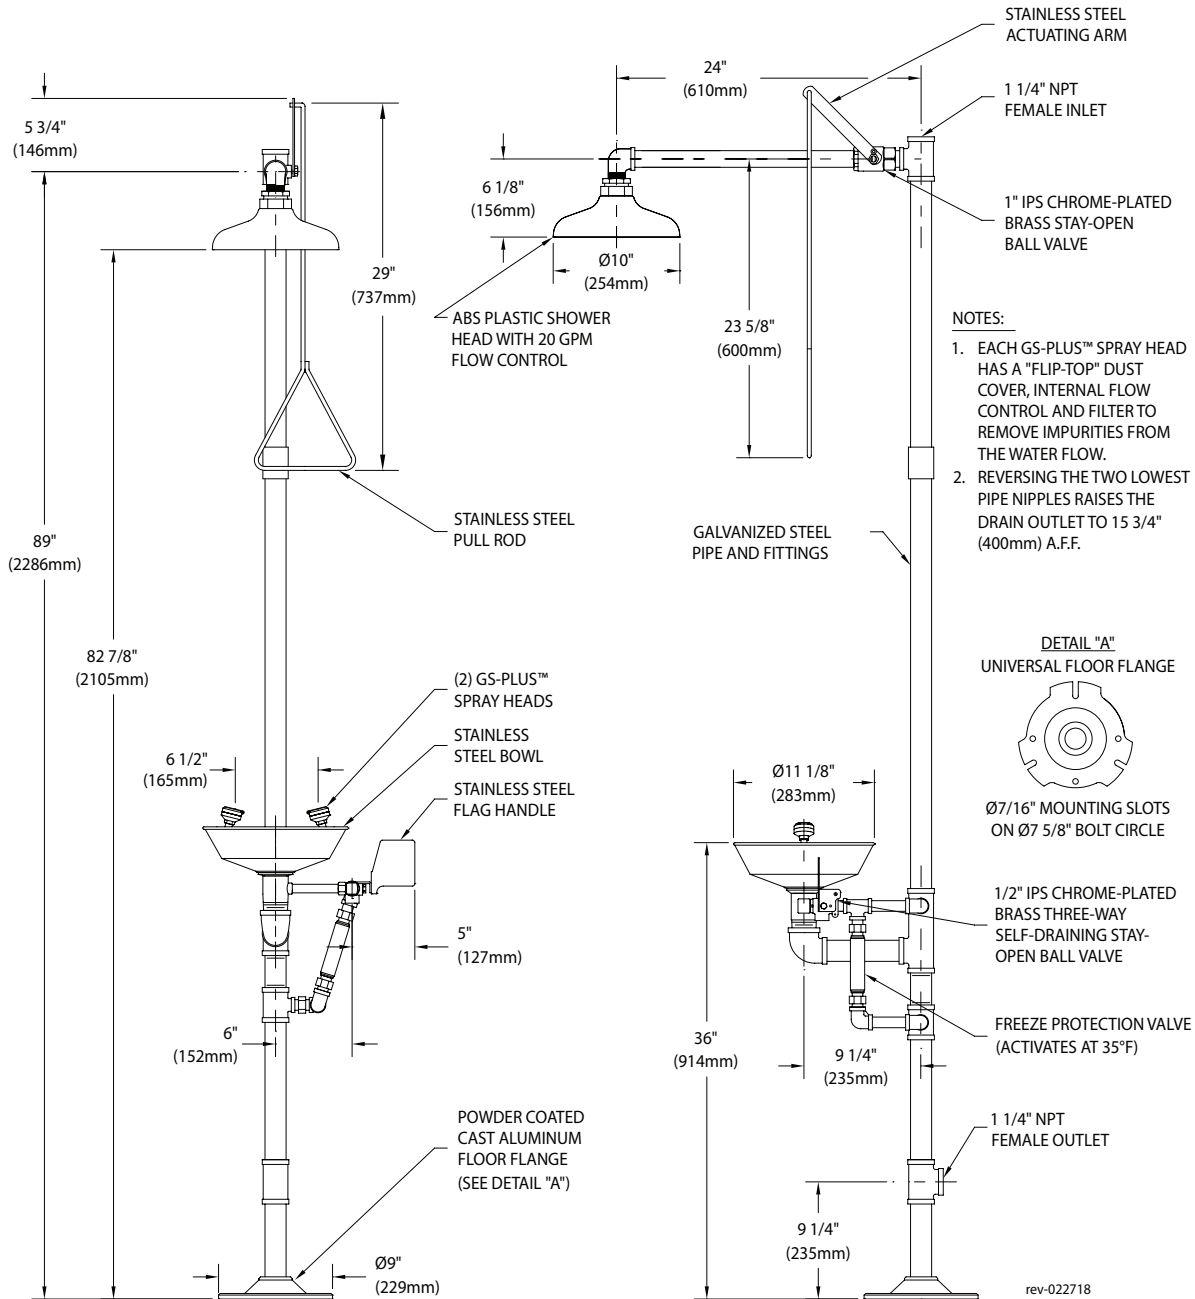 STAINLESS STEEL
ACTUATING ARM
24"
(610mm)
1 1/4" NPT
FEMALE INLET
5 3/4"
(146mm)
6 1/8"
(156mm)
1" IPS CHROME-PLATED
BRASS STAY-OPEN
BALL VALVE
Ø10"
(254mm)
29"
(737mm)
ABS PLASTIC SHOWER
HEAD WITH 20 GPM
FLOW CONTROL
23 5/8"
(600mm)
NOTES:
1. EACH GS-PLUS™ SPRAY HEAD
HAS A "FLIP-TOP" DUST
COVER, INTERNAL FLOW
CONTROL AND FILTER TO
REMOVE IMPURITIES FROM
THE WATER FLOW.
2. REVERSING THE TWO LOWEST
PIPE NIPPLES RAISES THE
DRAIN OUTLET TO 15 3/4"
(400mm) A.F.F.
STAINLESS STEEL
PULL ROD
GALVANIZED STEEL
PIPE AND FITTINGS
89"
(2286mm)
82 7/8"
(2105mm)
DETAIL "A"
UNIVERSAL FLOOR FLANGE
(2) GS-PLUS™
SPRAY HEADS
STAINLESS
STEEL BOWL
6 1/2"
(165mm)
STAINLESS STEEL
FLAG HANDLE
Ø11 1/8"
(283mm)
Ø7/16" MOUNTING SLOTS
ON Ø7 5/8" BOLT CIRCLE
1/2" IPS CHROME-PLATED
BRASS THREE-WAY
SELF-DRAINING STAY-
OPEN BALL VALVE
5"
(127mm)
6"
(152mm)
36"
(914mm)
9 1/4"
(235mm)
FREEZE PROTECTION VALVE
(ACTIVATES AT 35°F)
POWDER COATED
CAST ALUMINUM
FLOOR FLANGE
(SEE DETAIL "A")
1 1/4" NPT
FEMALE OUTLET
9 1/4"
(235mm)
Ø9"
(229mm)
rev-022718